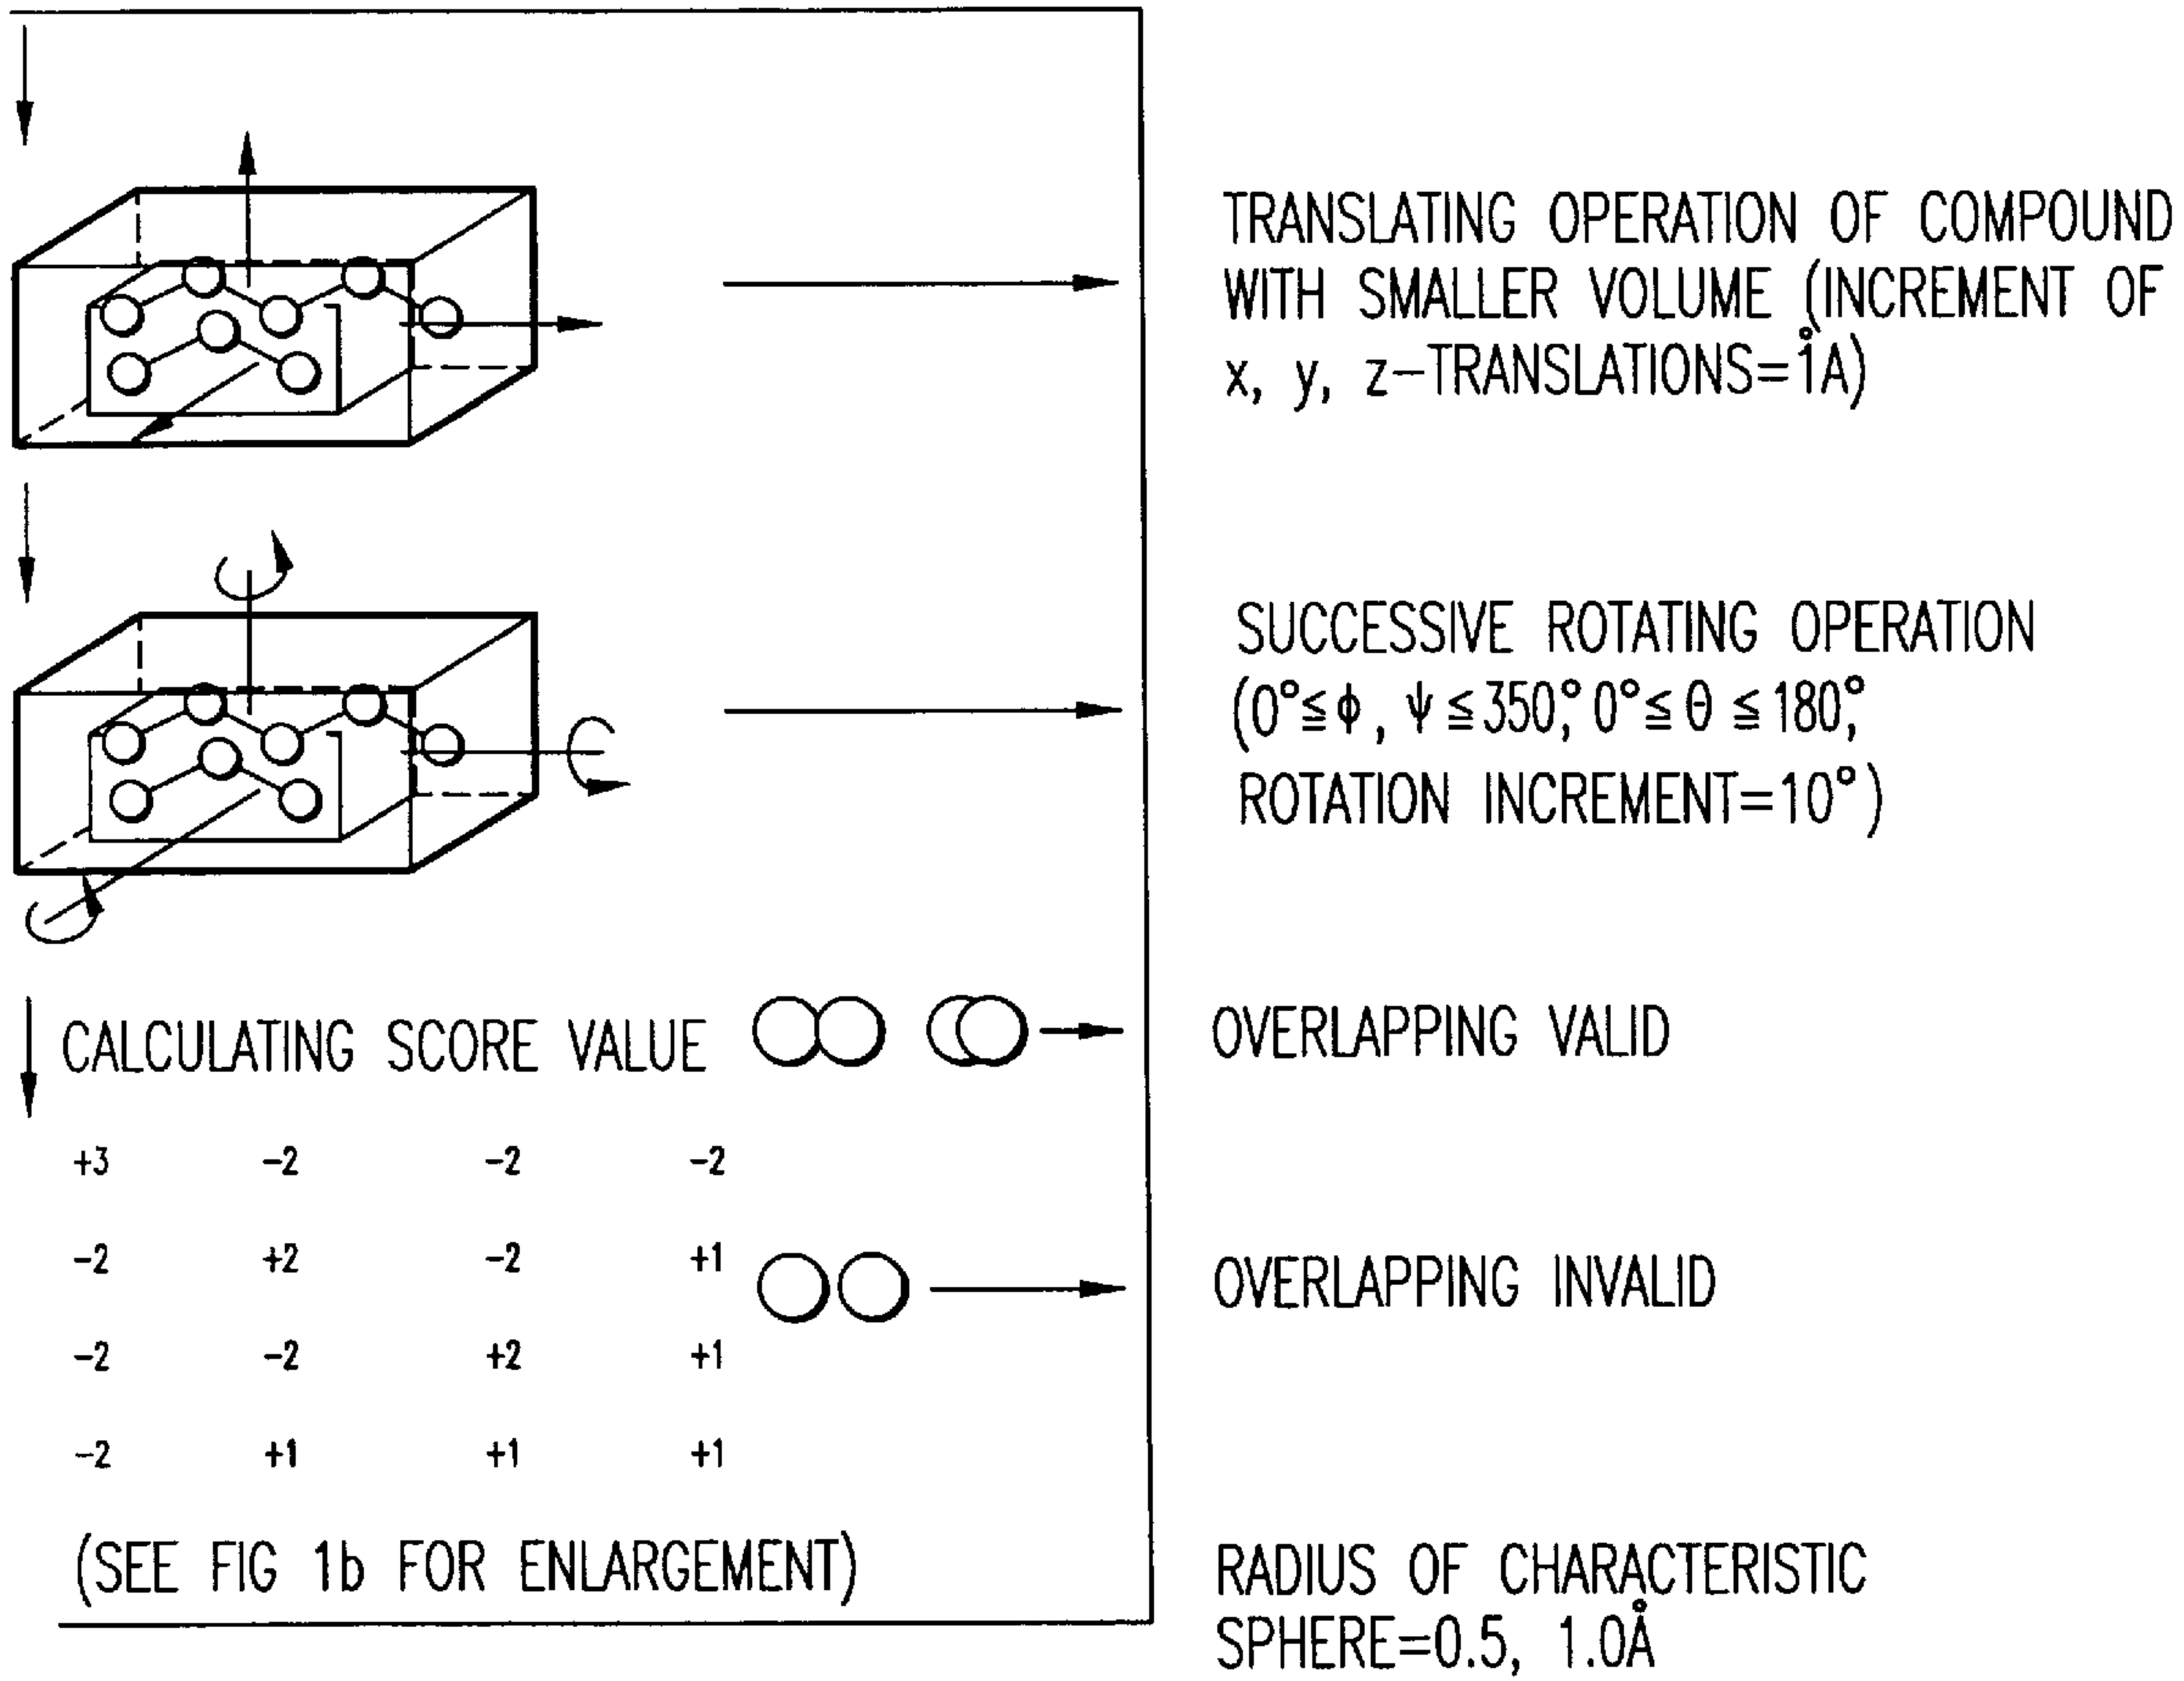 TRANSLATING OPERATION OF COMPOUND
WITH SMALLER VOLUME (INCREMENT OF
x, y, z-TRANSLATIONS=1Å)
SUCCESSIVE ROTATING OPERATION
(0°≦φ, ψ≦350°, 0°≦θ≦180°,
ROTATION INCREMENT=10°)
CALCULATING SCORE VALUE
OVERLAPPING VALID
+3 -2 -2 -2
-2 +2 -2 +1
OVERLAPPING INVALID
-2 -2 +2 +1
-2 +1 +1 +1
(SEE FIG 1b FOR ENLARGEMENT)
RADIUS OF CHARACTERISTIC
SPHERE=0.5, 1.0Å